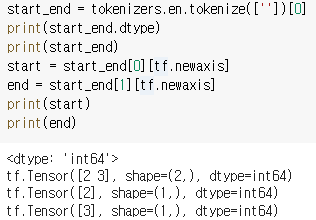 start_end = tokenizers.en.tokenize([''])[0]
print(start_end.dtype)
print(start_end)
start = start_end[0][tf.newaxis]
end = start_end[1][tf.newaxis]
print(start)
print(end)
<dtype: 'int64'>
tf.Tensor([2 3], shape=(2,), dtype=int64)
tf.Tensor([2], shape=(1,), dtype=int64)
tf.Tensor([3], shape=(1,), dtype=int64)